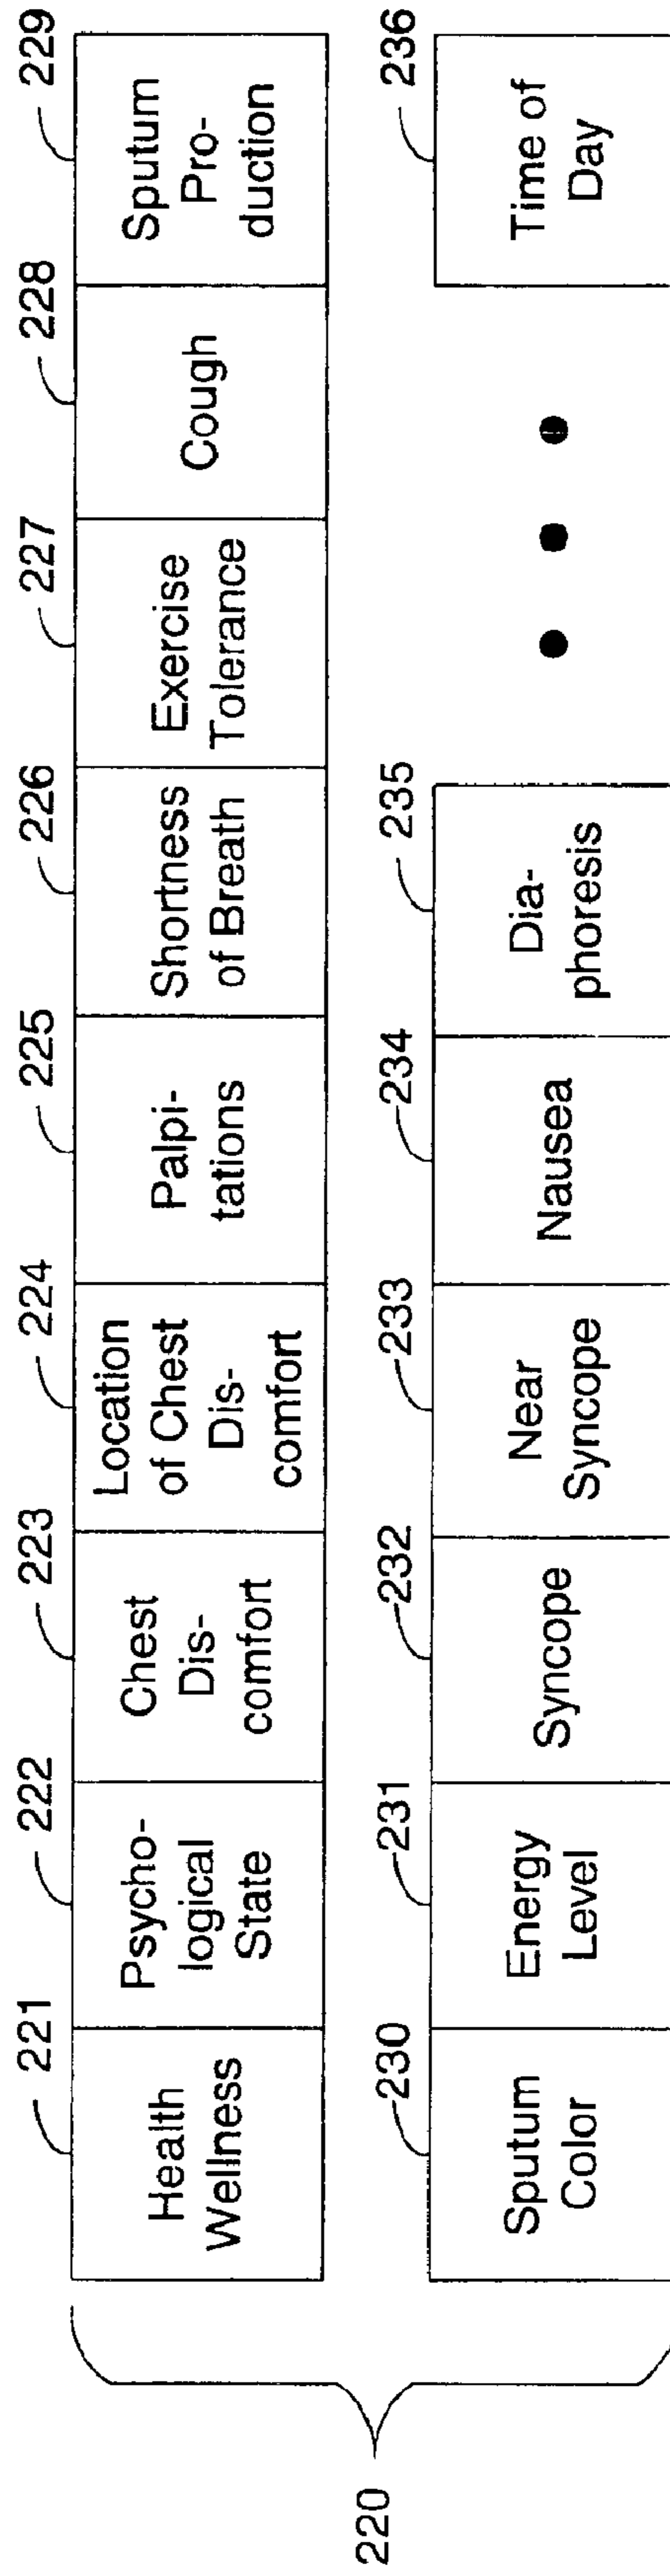 221 222 223 224 225 226 227 228 229
Health
Wellness
Psycho-
logical
State
Chest
Dis-
comfort
Location
of Chest
Dis-
comfort
Palpi-
tations
Shortness
of Breath
Exercise
Tolerance
Cough
Sputum
Pro-
duction
230 231 232 233 234 235 236
Sputum
Color
Energy
Level
Syncope
Near
Syncope
Nausea
Dia-
phoresis
Time of
Day
220